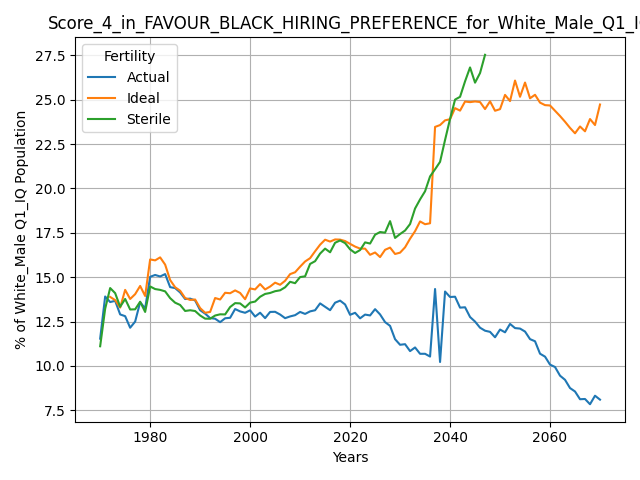 Score_4_in_FAVOUR_BLACK_HIRING_PREFERENCE_for_White_Male_Q1_I
Fertility
Actual
Ideal
Sterile
27.5
25.0
22.5
20.0
17.5
15.0
12.5
10.0
7.5
% of White_Male Q1_IQ Population
1980
2000
2020
2040
2060
Years